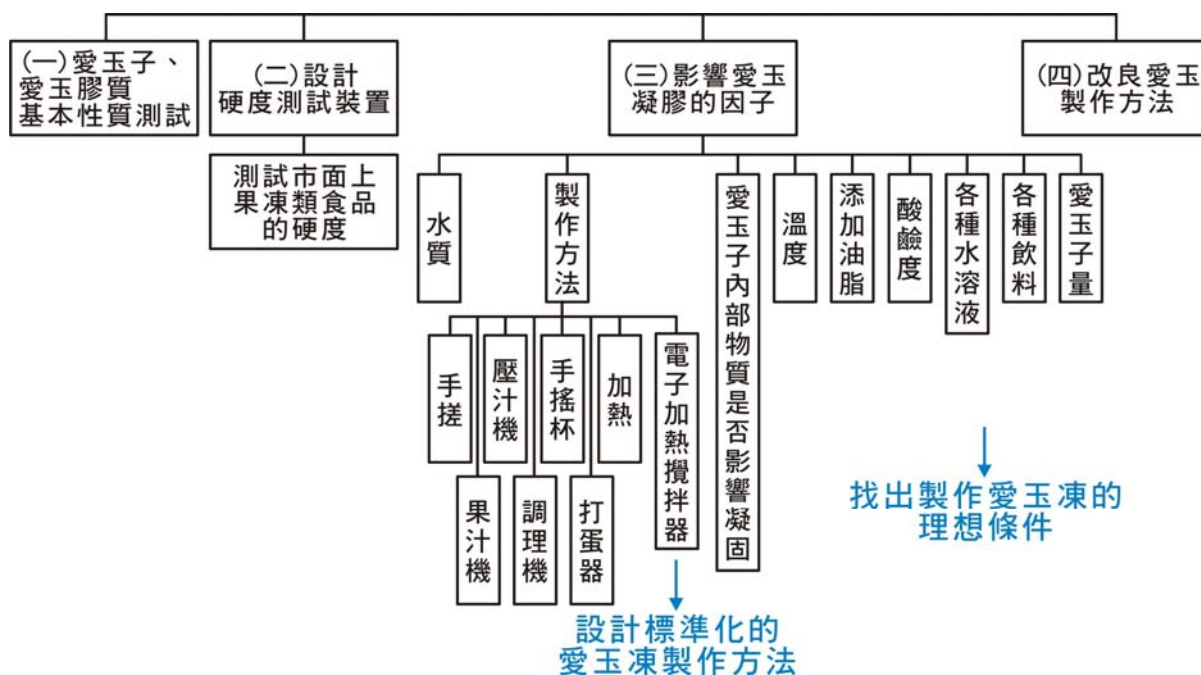 (一)愛玉子、
愛玉膠質
基本性質測試
(二)設計
硬度測試裝置
測試市面上
果凍類食品
的硬度
(三)影響愛玉
凝膠的因子
水質
製作方法
手搓
果汁機
壓汁機
調理機
手搖杯
打蛋器
加熱
電子加熱攪拌器
設計標準化的
愛玉凍製作方法
愛玉子內部物質是否影響凝固
溫度
添加油脂
酸鹼度
各種水溶液
各種飲料
愛玉子量
找出製作愛玉凍的
理想條件
(四)改良愛玉
製作方法